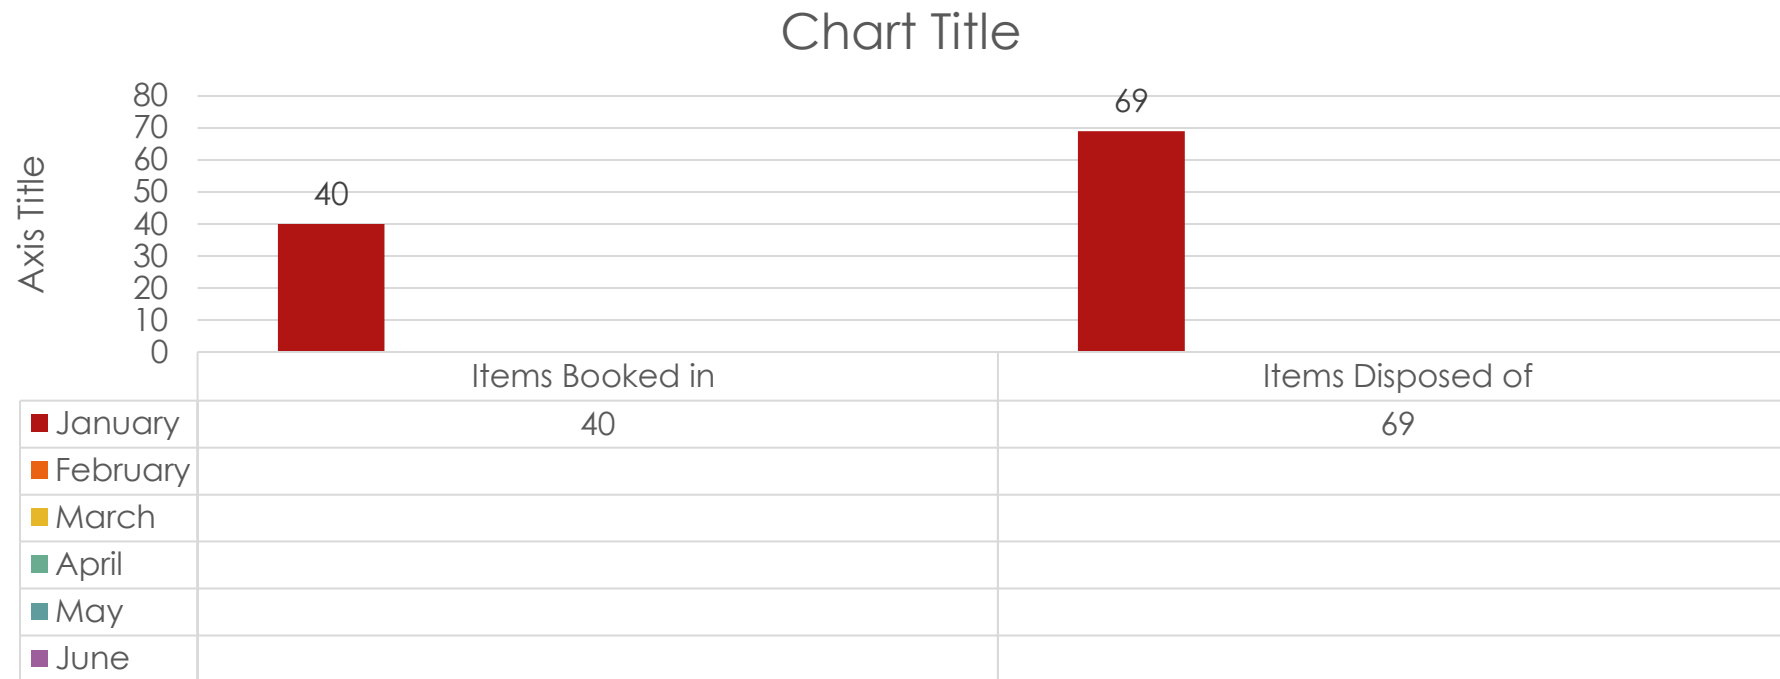 Chart Title
Axis Title
80
70
60
50
40
30
20
10
0
40
69
Items Booked in Items Disposed of
January 40 69
February
March
April
May
June